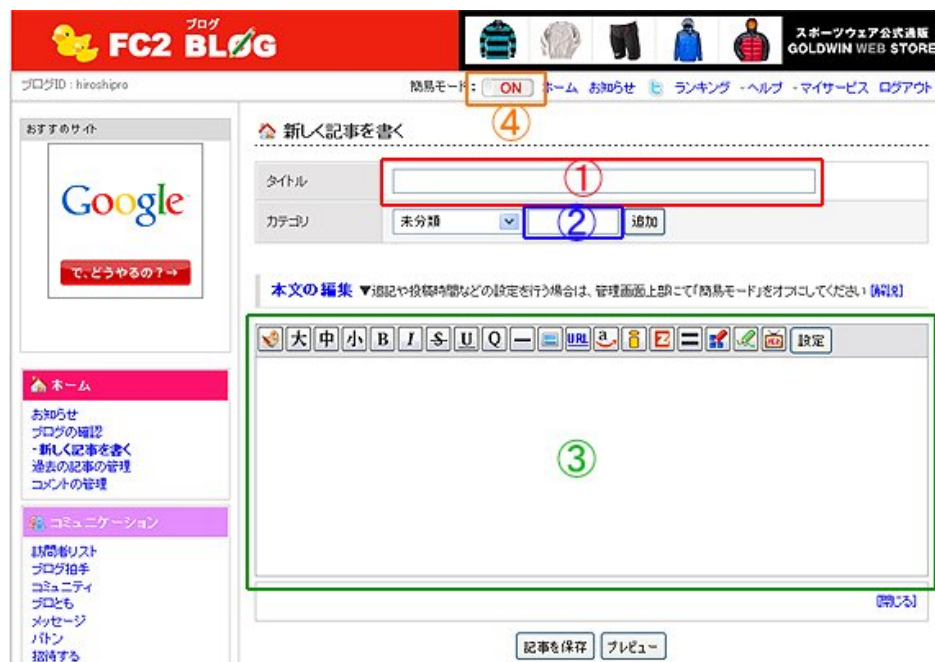 ブログ
FC2 BLOG
スポーツウェア公式通販
GOLDWIN WEB STORE
ブログID : hiroshipro
簡易モード : ON ホーム お知らせ ランキング ・ヘルプ ・マイサービス ログアウト
④
おすすめサイト
Google
で、どうやるの?→
新しく記事を書く
タイトル ①
カテゴリ 未分類 ② 追加
本文の編集 ▼追記や投稿時間などの設定を行う場合は、管理画面上部にて「簡易モード」をオフにしてください [解説]
大 中 小 B I S U Q URL a 設定
③
[閉じる]
記事を保存 プレビュー
ホーム
お知らせ
ブログの確認
・新しく記事を書く
過去の記事の管理
コメントの管理
コミュニケーション
訪問者リスト
ブログ拍手
コミュニティ
ブロとも
メッセージ
バトン
招待する